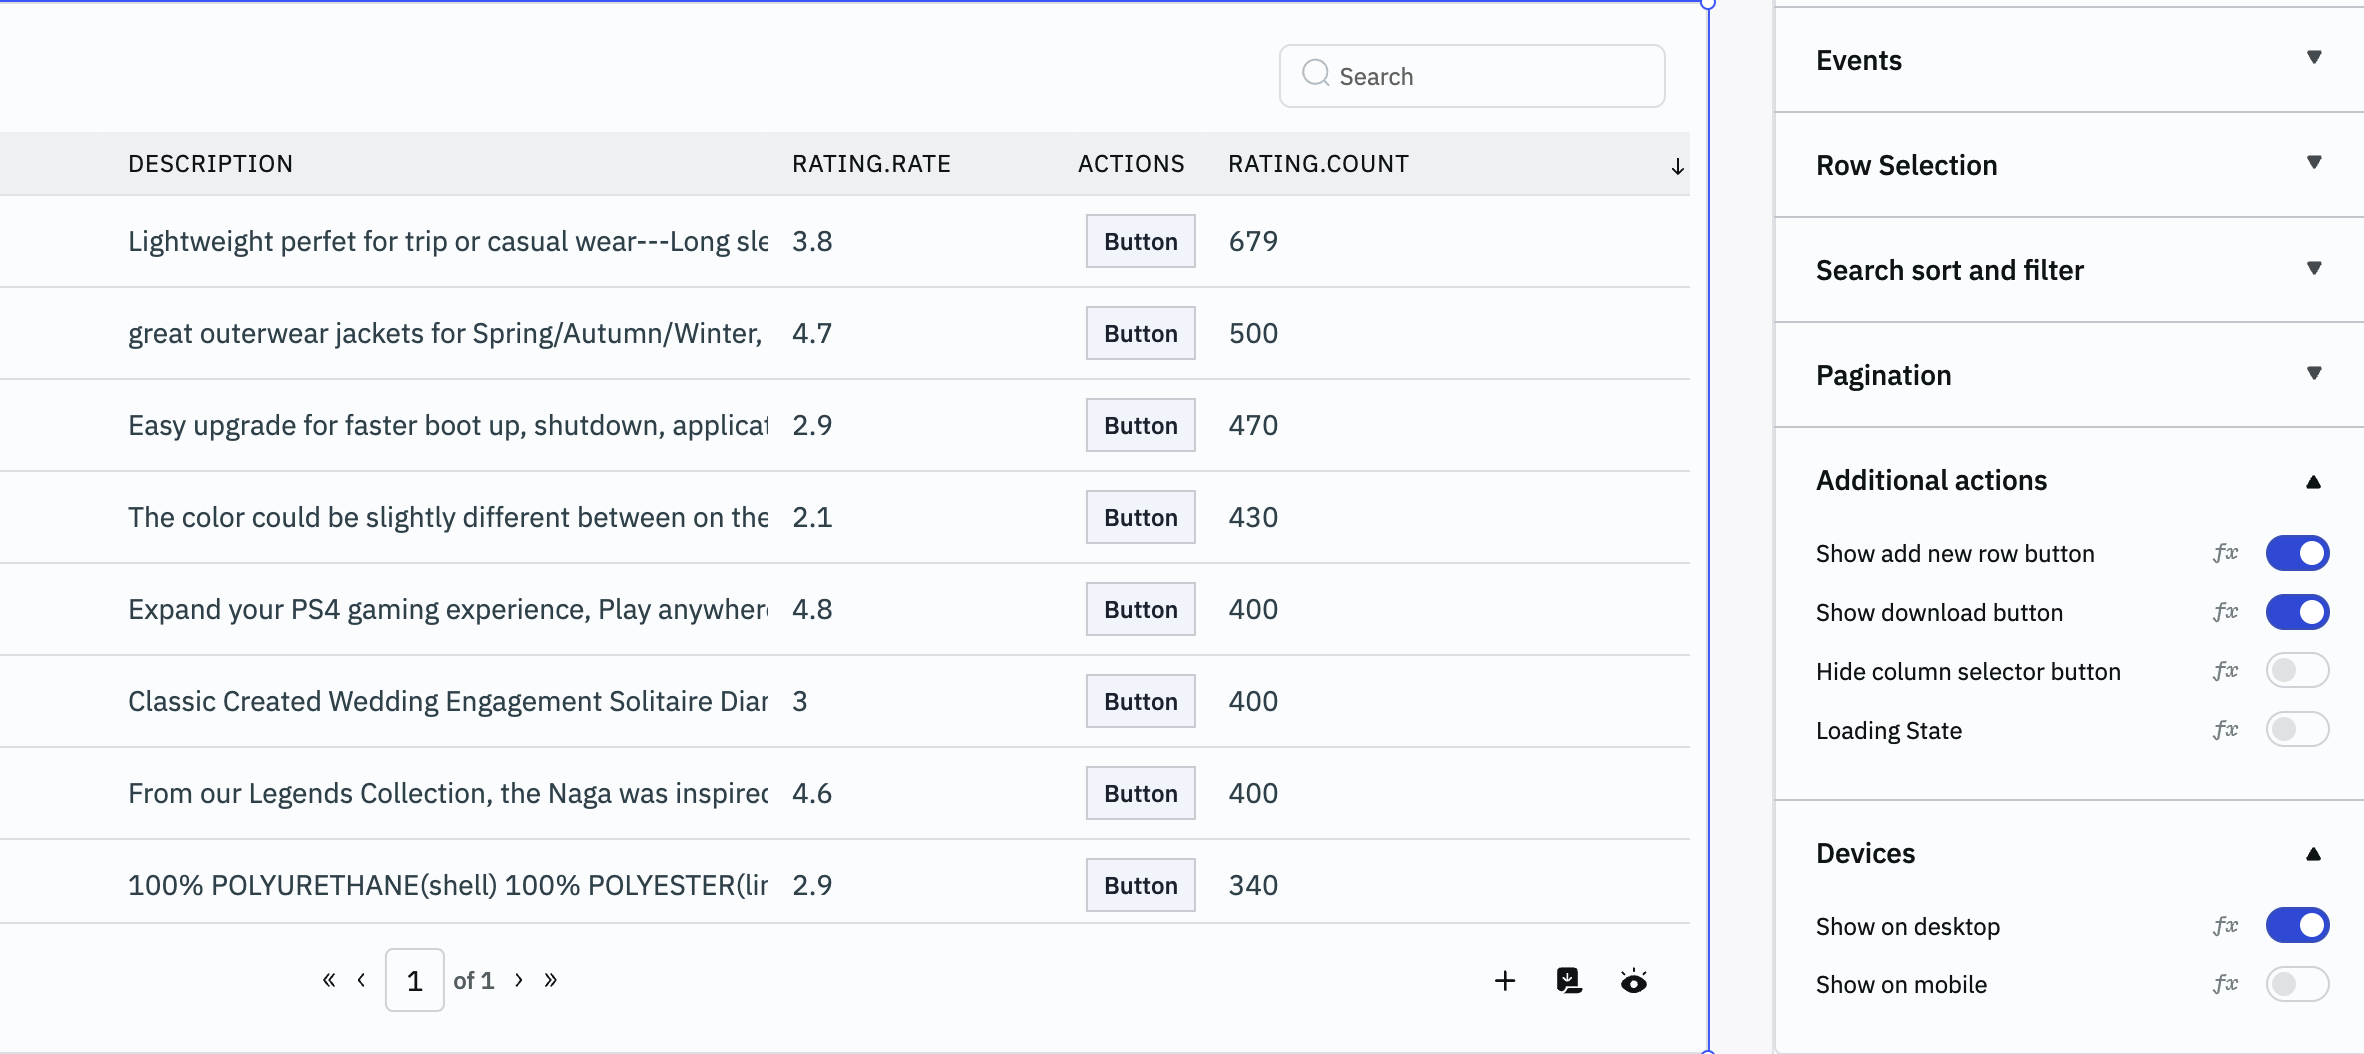 Search
DESCRIPTION RATING.RATE ACTIONS RATING.COUNT
Lightweight perfet for trip or casual wear---Long sle 3.8 Button 679
great outerwear jackets for Spring/Autumn/Winter, 4.7 Button 500
Easy upgrade for faster boot up, shutdown, applicat 2.9 Button 470
The color could be slightly different between on the 2.1 Button 430
Expand your PS4 gaming experience, Play anywhere 4.8 Button 400
Classic Created Wedding Engagement Solitaire Diar 3 Button 400
From our Legends Collection, the Naga was inspired 4.6 Button 400
100% POLYURETHANE(shell) 100% POLYESTER(lin 2.9 Button 340
« ‹ 1 of 1 › »
Events
Row Selection
Search sort and filter
Pagination
Additional actions
Show add new row button fx
Show download button fx
Hide column selector button fx
Loading State fx
Devices
Show on desktop fx
Show on mobile fx